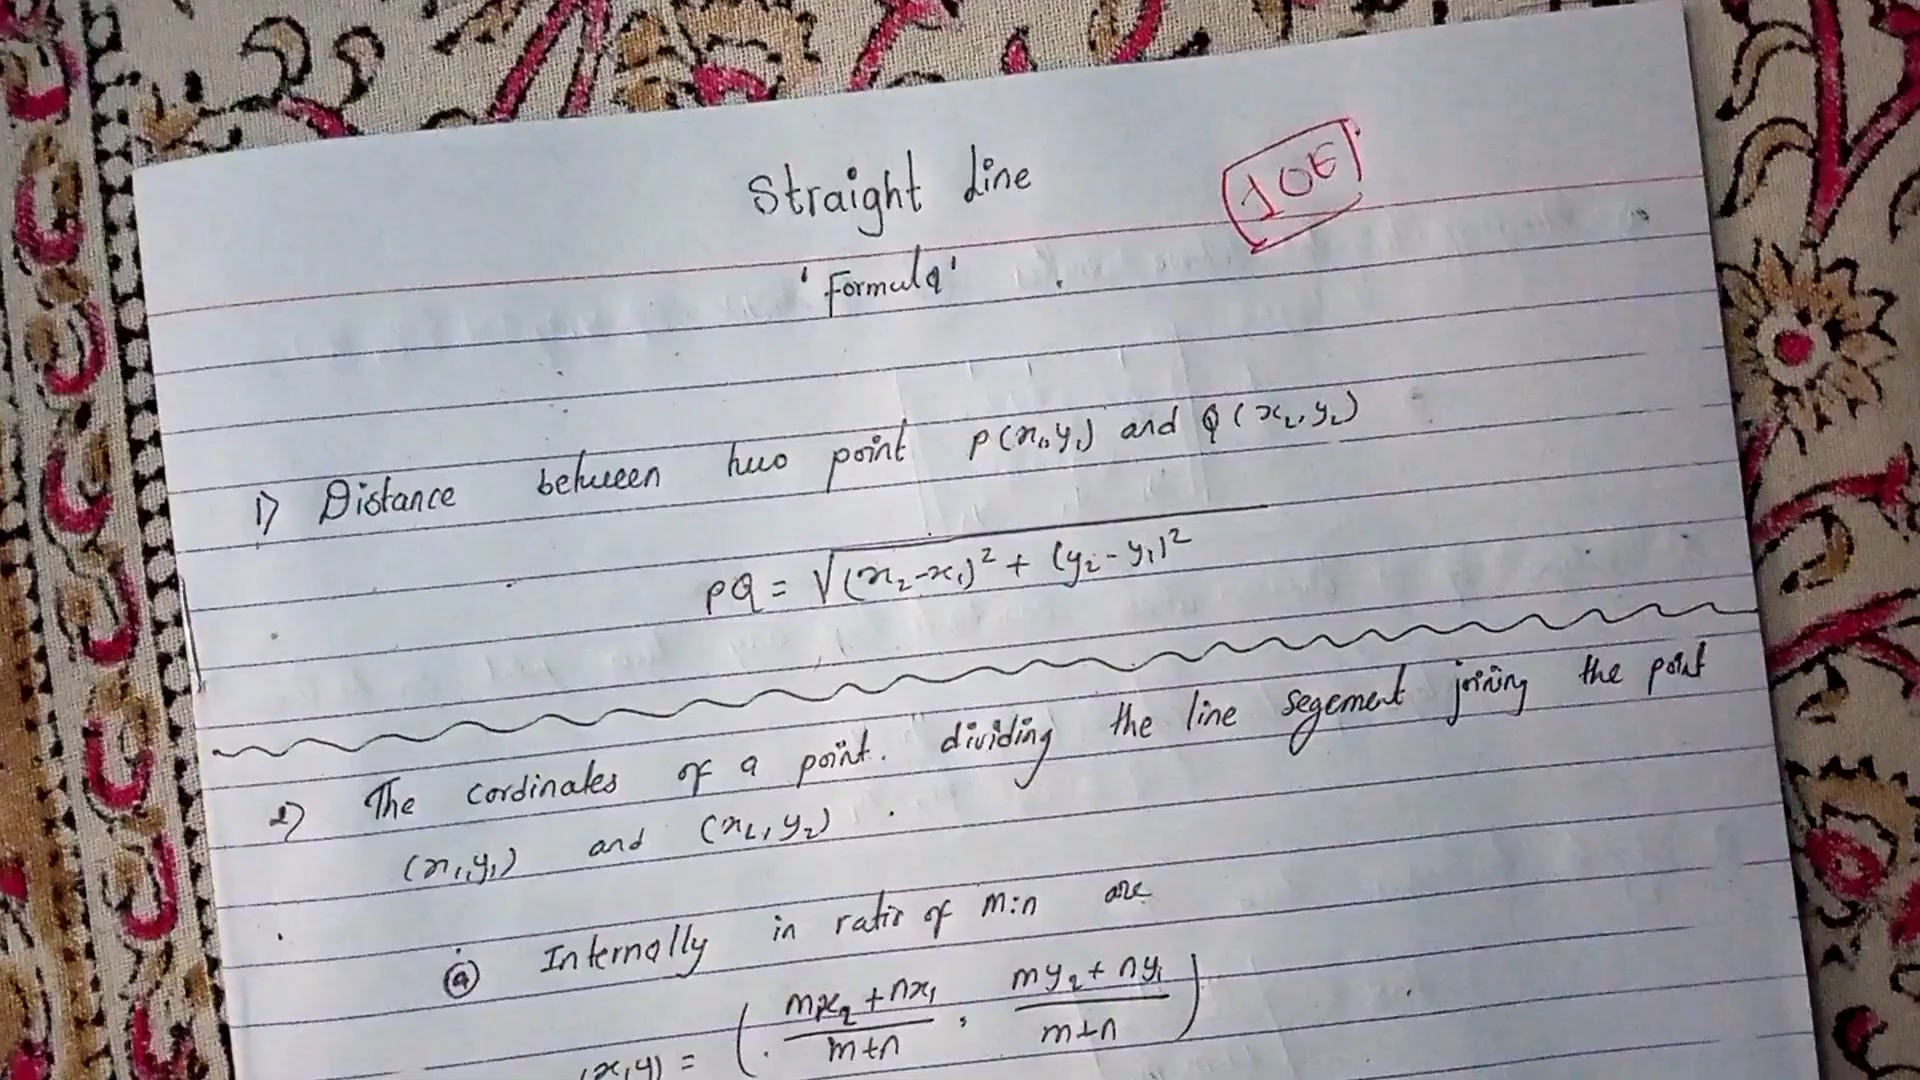 Straight Line
IOE
'Formula'
1) Distance between two point P(x₁,y₁) and Q(x₂,y₂)
PQ = √(x₂-x₁)² + (y₂-y₁)²
2) The cordinates of a point. dividing the line segement joining the point
(x₁,y₁) and (x₂,y₂).
(a) Internally in ratio of m:n are
(x,y) = (mx₂+nx₁/m+n, my₂+ny₁/m+n)